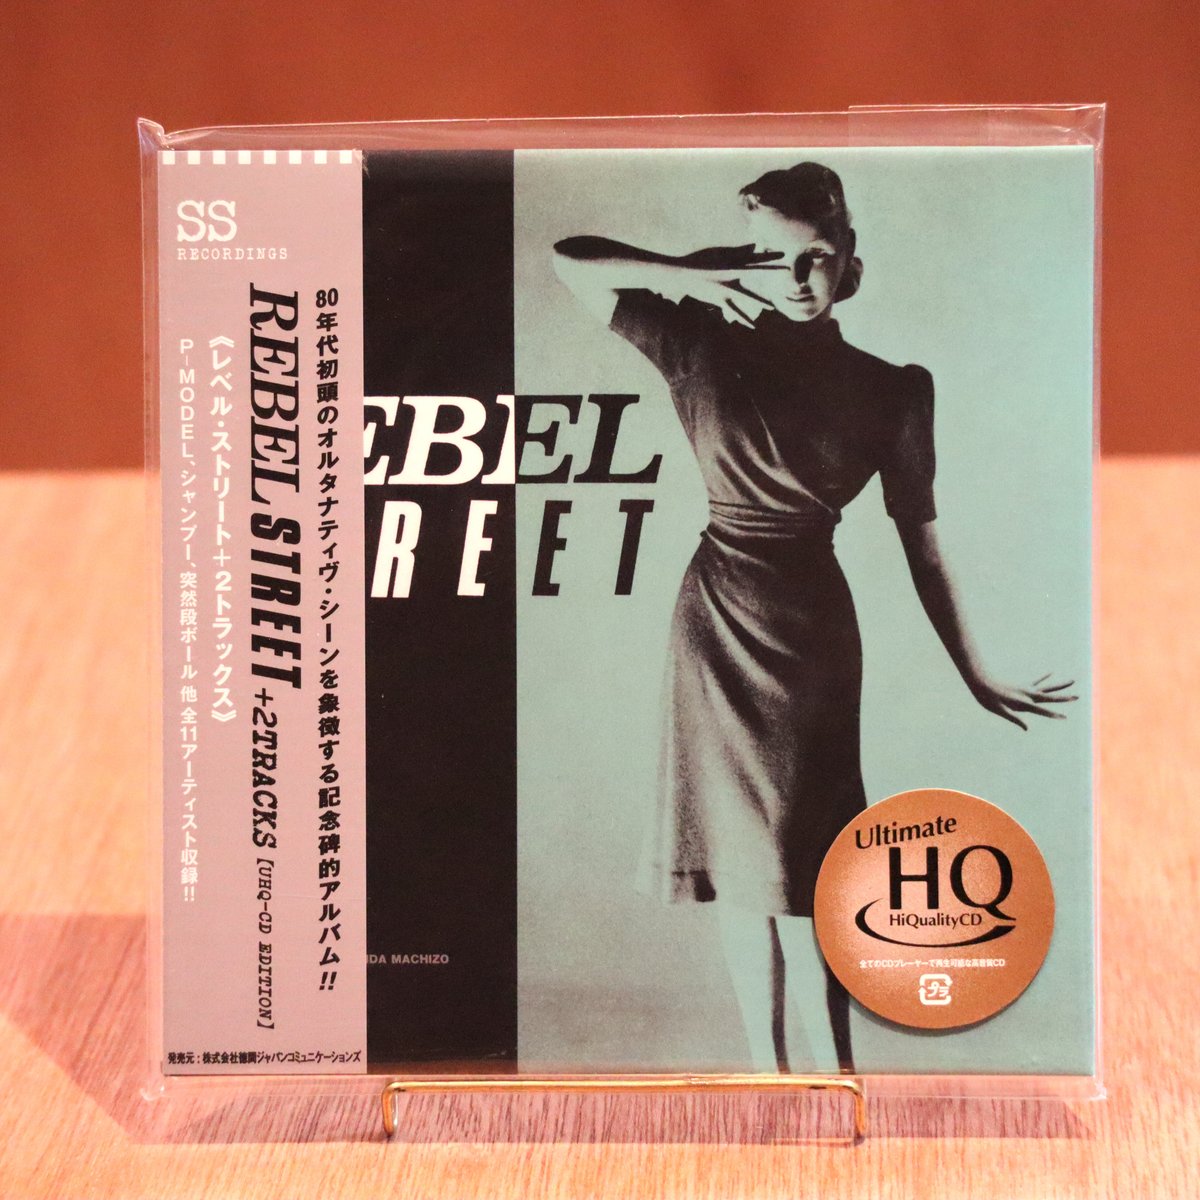 SS
RECORDINGS
80年代初頭のオルタナティヴ・シーンを象徴する記念碑的アルバム!!
REBEL STREET +2TRACKS【UHQ-CD EDITION】
《レベル・ストリート+2トラックス》
P-MODEL、シャンプー、突然段ボール 他 全11アーティスト収録!!
発売元：株式会社徳間ジャパンコミュニケーションズ
EBEL
REET
IDA MACHIZO
Ultimate
HQ
HiQualityCD
全てのCDプレーヤーで再生可能な高音質CD
プラ